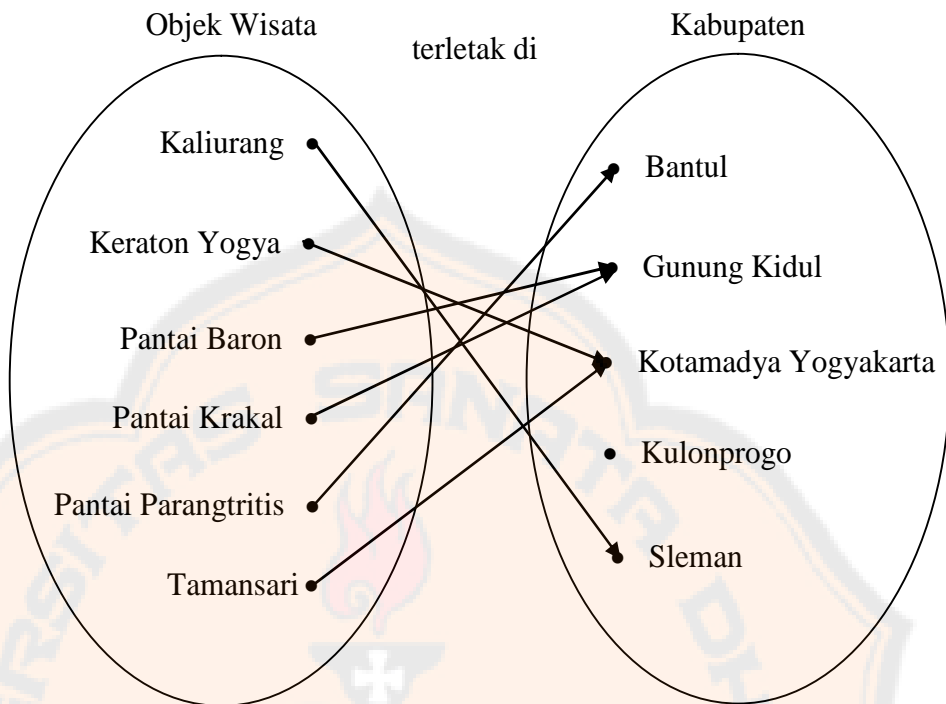 Objek Wisata
terletak di
Kabupaten
Kaliurang
Keraton Yogya
Pantai Baron
Pantai Krakal
Pantai Parangtritis
Tamansari
Bantul
Gunung Kidul
Kotamadya Yogyakarta
Kulonprogo
Sleman